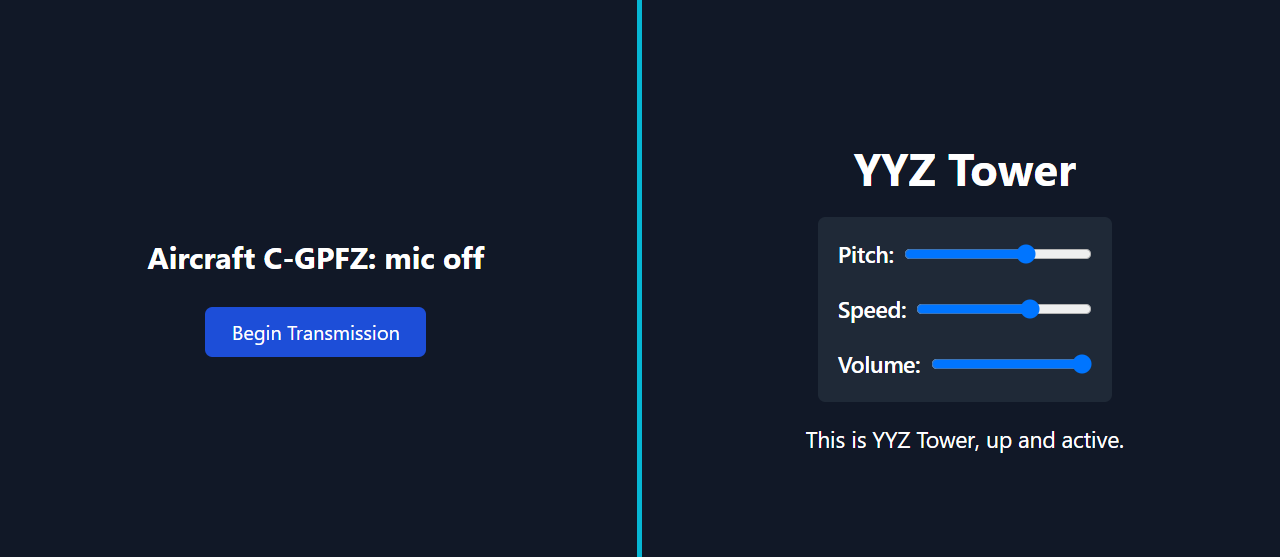 Aircraft C-GPFZ: mic off
Begin Transmission
YYZ Tower
Pitch:
Speed:
Volume:
This is YYZ Tower, up and active.